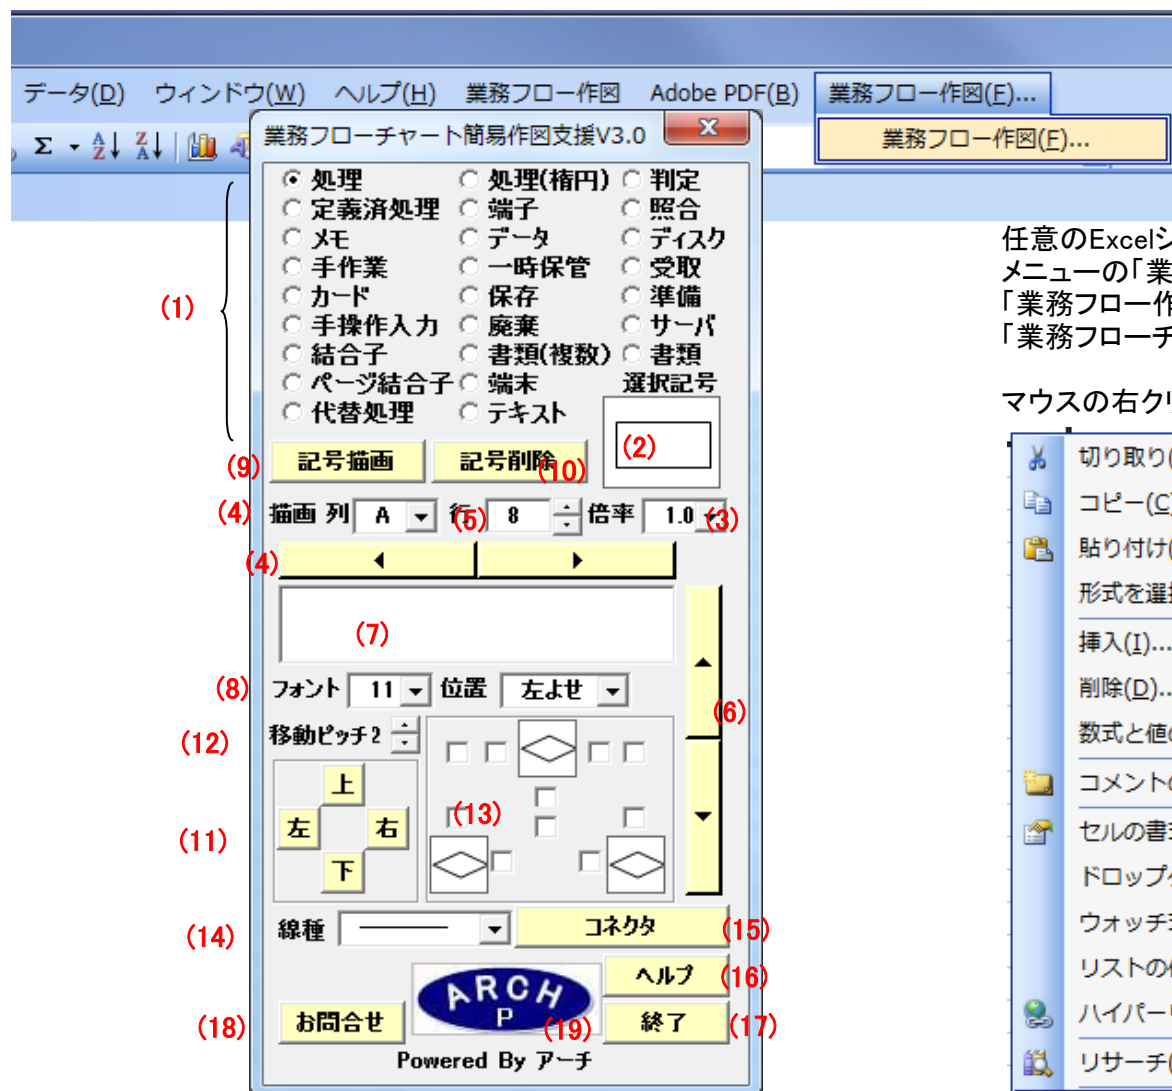 データ(D) ウィンドウ(W) ヘルプ(H) 業務フロー作図 Adobe PDF(B) 業務フロー作図(F)...
業務フロー作図(F)...
業務フローチャート簡易作図支援V3.0
処理 処理(楕円) 判定
定義済処理 端子 照合
メモ データ ディスク
手作業 一時保管 受取
(1) カード 保存 準備
手操作入力 廃棄 サーバ
結合子 書類(複数) 書類
ページ結合子 端末 選択記号
代替処理 テキスト
(2)
(9) 記号描画 記号削除 (10)
(4) 描画 列 A (5) 行 8 倍率 1.0 (3)
(4)
(7)
(6)
(8) フォント 11 位置 左よせ
(12) 移動ピッチ2
上
(11) 左 右
下
(13)
(14) 線種 コネクタ (15)
ヘルプ (16)
(18) お問合せ ARCH
P (19) 終了 (17)
Powered By アーチ
任意のExcelシ
メニューの「業
「業務フロー作
「業務フローチ
マウスの右クリ
切り取り(
コピー(C)
貼り付け(
形式を選
挿入(I)...
削除(D)..
数式と値の
コメントの
セルの書
ドロップ
ウォッチ
リストの
ハイパー
リサーチ(